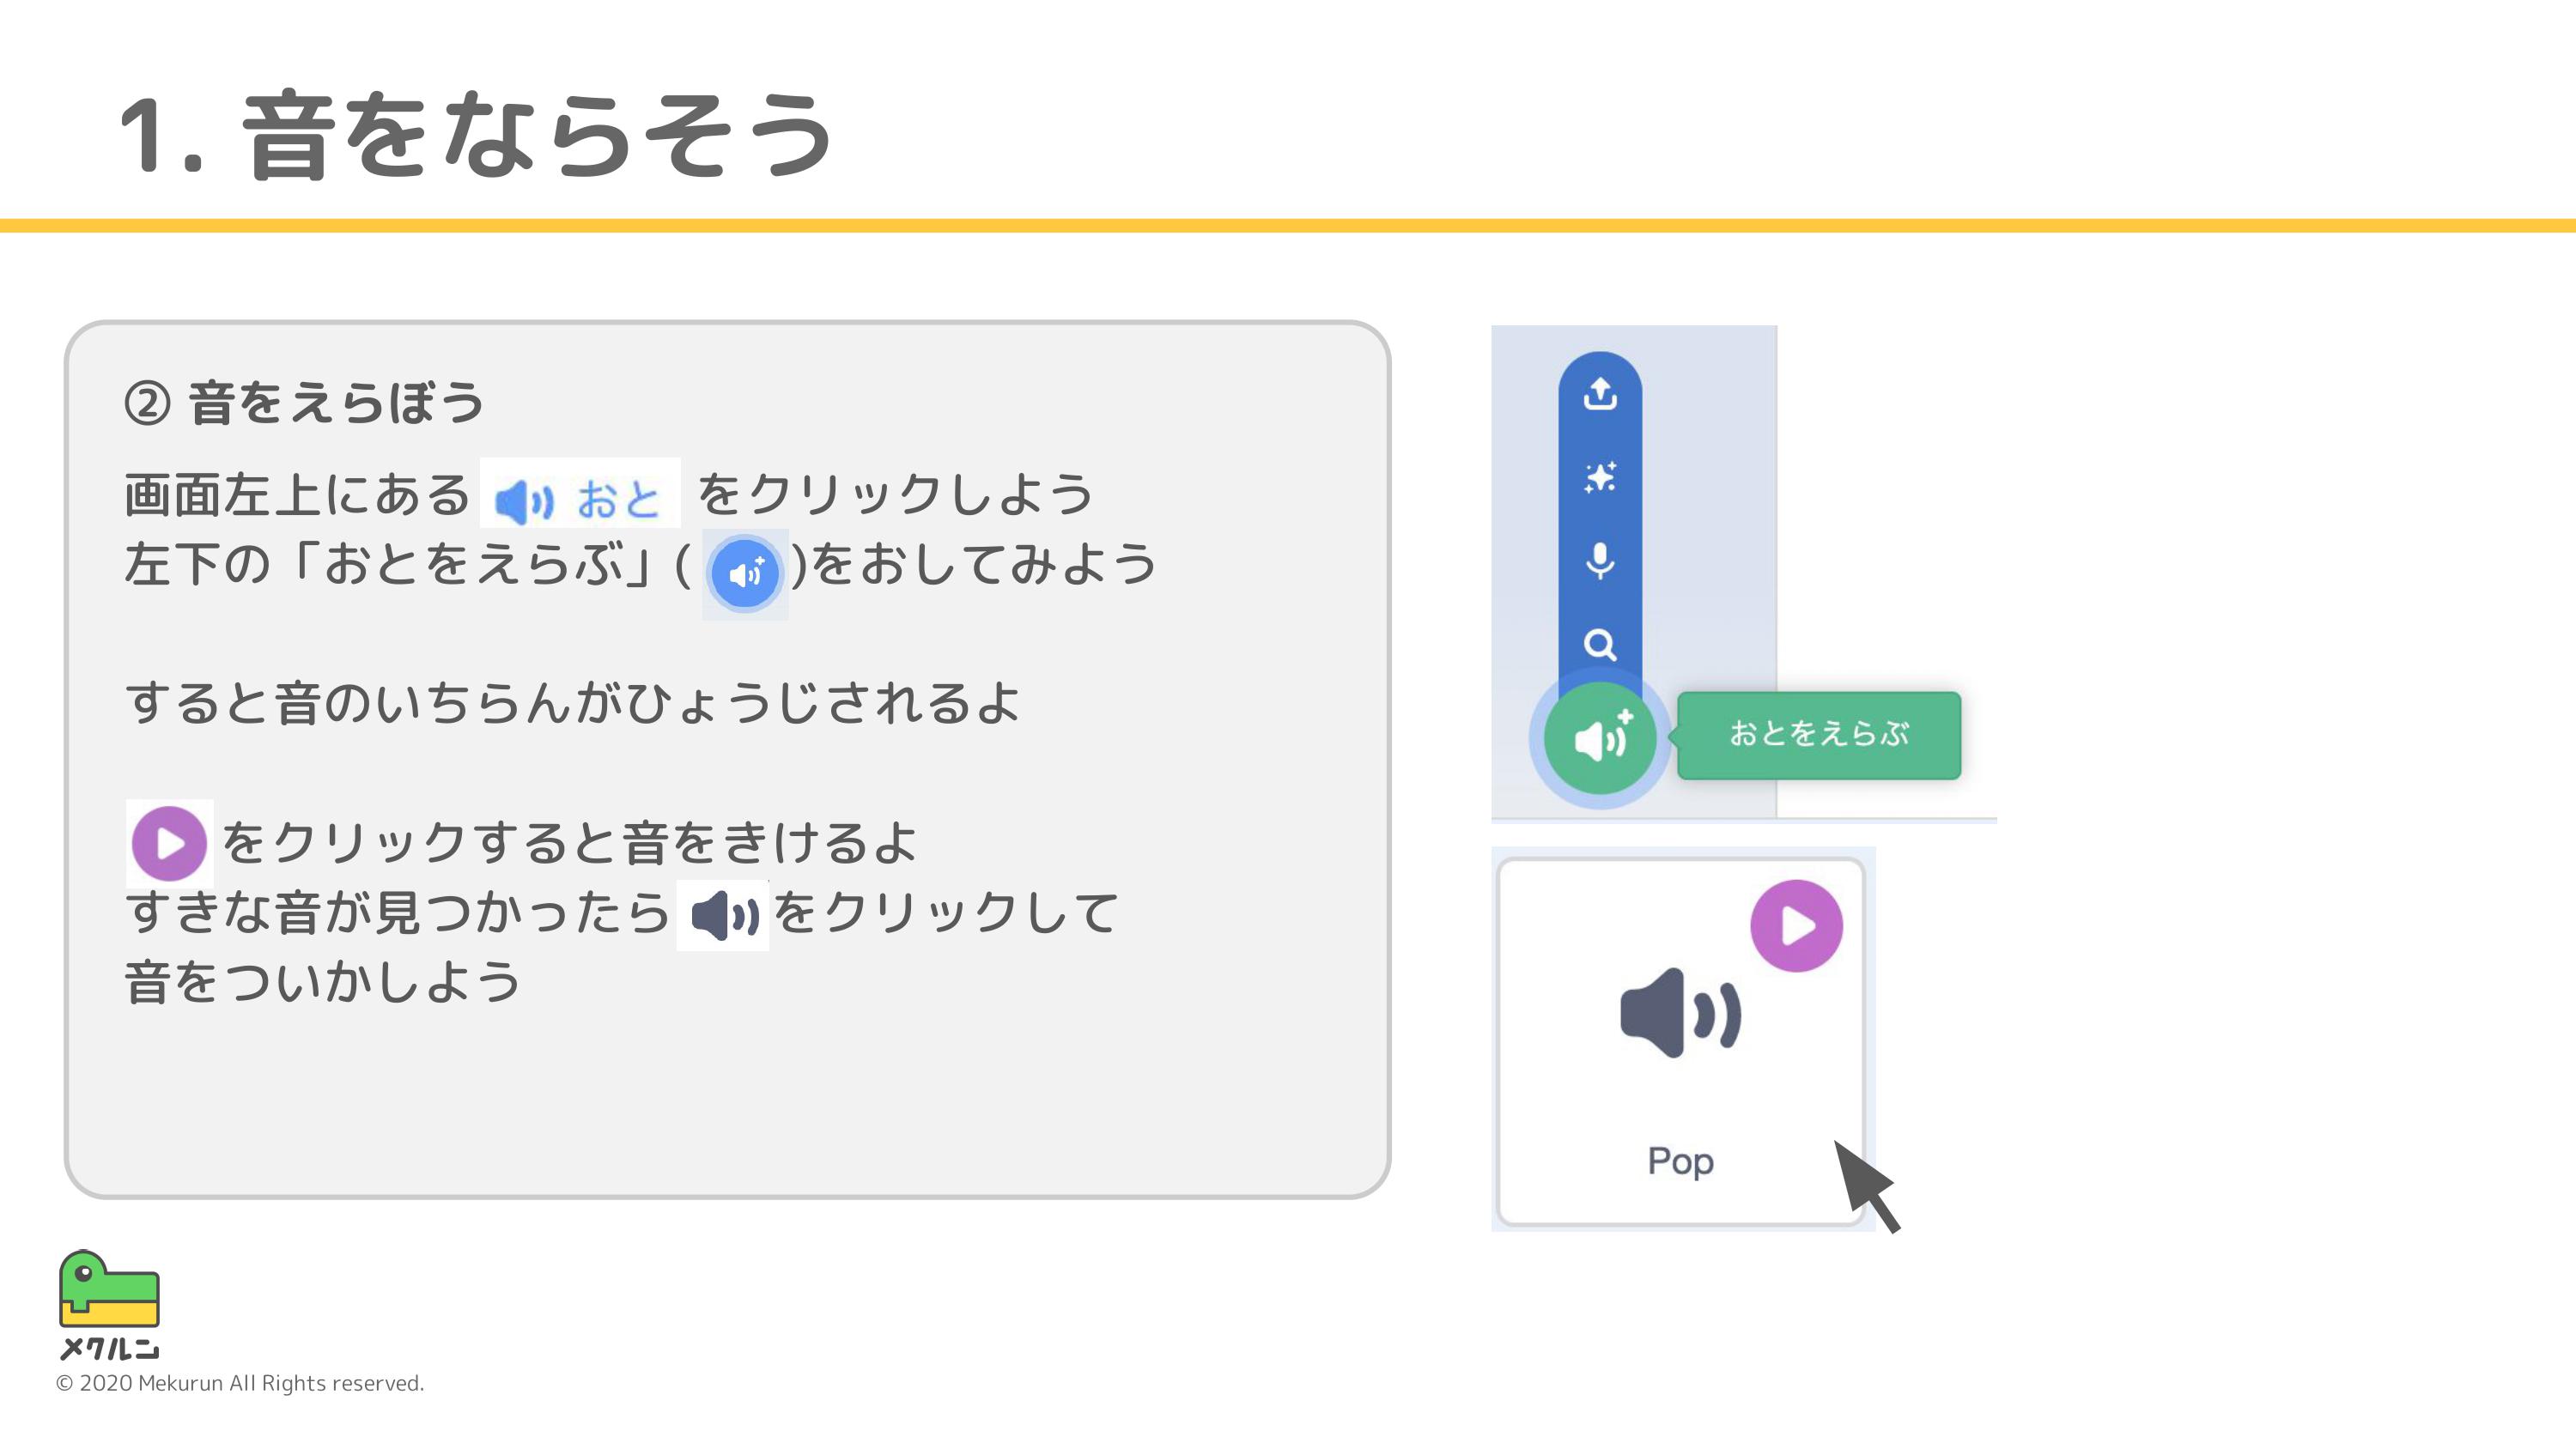 1. 音をならそう
② 音をえらぼう
画面左上にある おと をクリックしよう
左下の「おとをえらぶ」( )をおしてみよう
すると音のいちらんがひょうじされるよ
をクリックすると音をきけるよ
すきな音が見つかったら をクリックして
音をついかしよう
おとをえらぶ
Pop
メクルン
© 2020 Mekurun All Rights reserved.